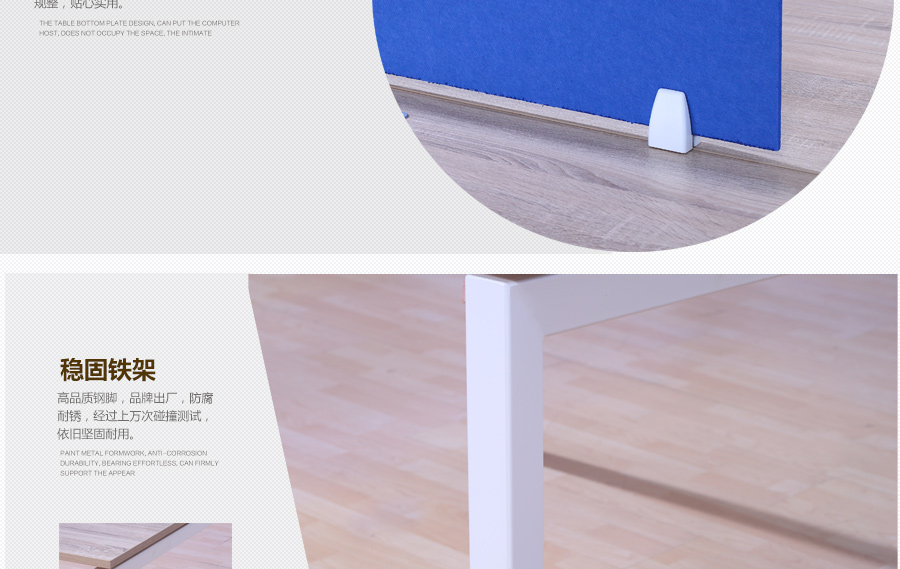 规整，贴心实用。
THE TABLE BOTTOM PLATE DESIGN, CAN PUT THE COMPUTER
HOST, DOES NOT OCCUPY THE SPACE, THE INTIMATE
稳固铁架
高品质钢脚，品牌出厂，防腐
耐锈，经过上万次碰撞测试，
依旧坚固耐用。
PAINT METAL FORMWORK, ANTI-CORROSION
DURABILITY, BEARING EFFORTLESS, CAN FIRMLY
SUPPORT THE APPEAR